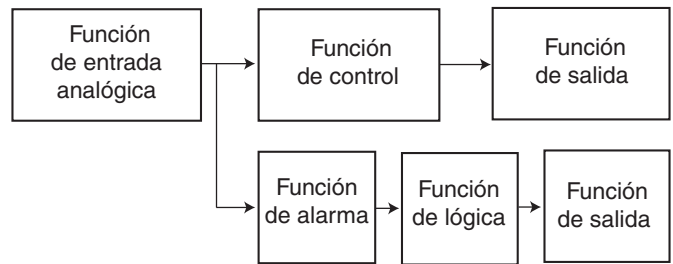 Función
de entrada
analógica
Función
de control
Función
de salida
Función
de alarma
Función
de lógica
Función
de salida